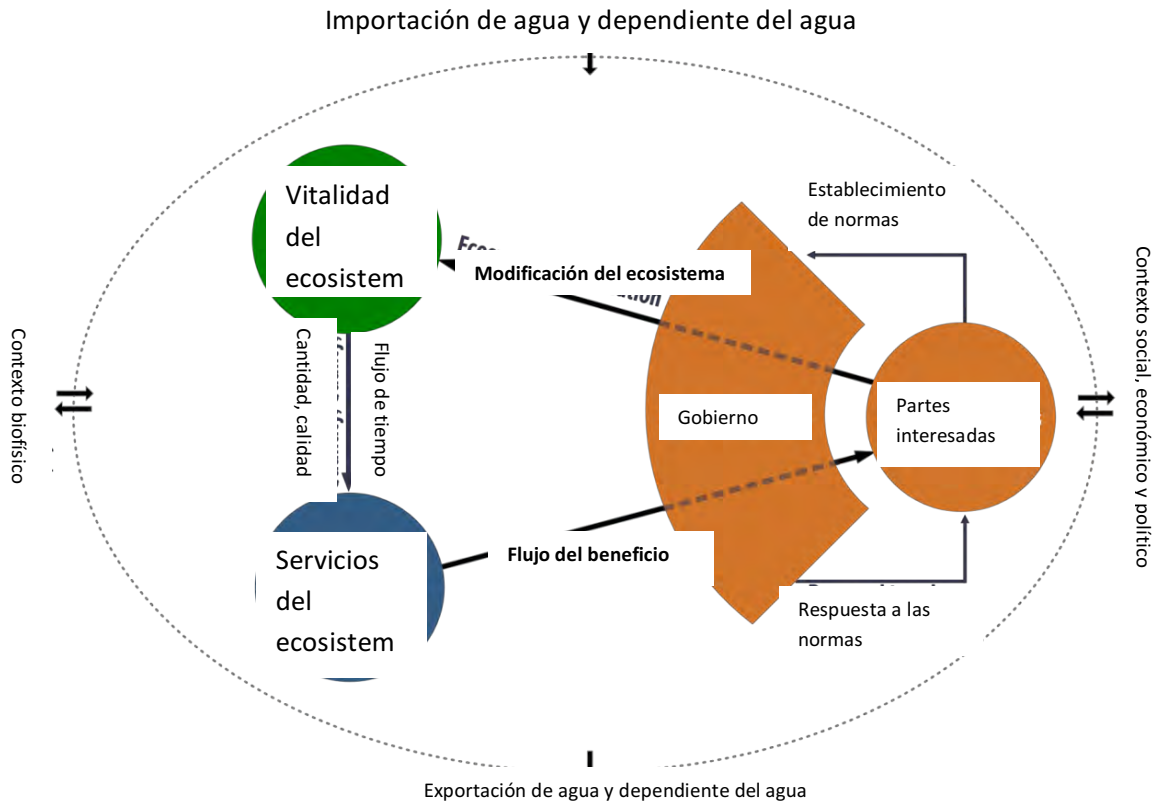 Importación de agua y dependiente del agua
Vitalidad
del
ecosistem
Establecimiento
de normas
Modificación del ecosistema
Contexto biofísico
Cantidad, calidad
Flujo de tiempo
Gobierno
Partes
interesadas
Contexto social, económico y político
Servicios
del
ecosistem
Flujo del beneficio
Respuesta a las
normas
Exportación de agua y dependiente del agua